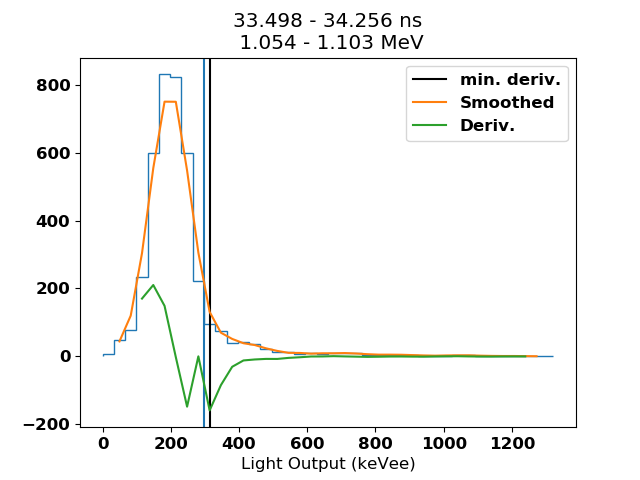 33.498 - 34.256 ns
1.054 - 1.103 MeV
min. deriv.
Smoothed
Deriv.
800
600
400
200
0
−200
0 200 400 600 800 1000 1200
Light Output (keVee)